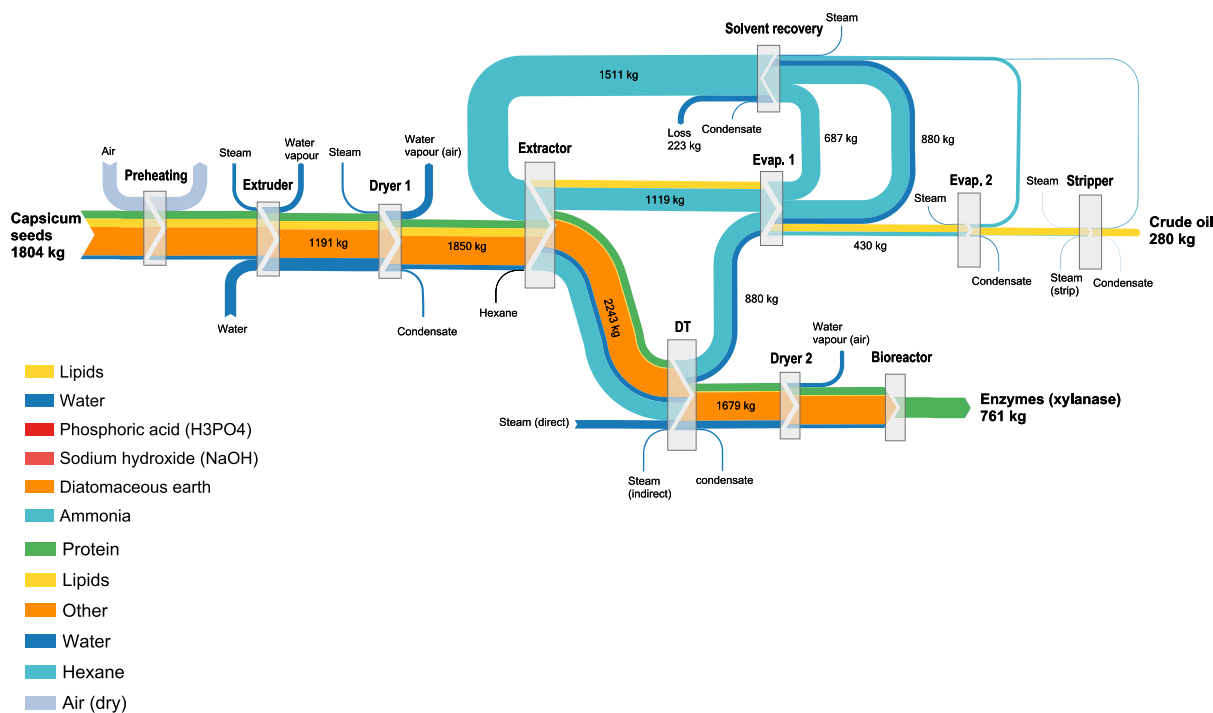 Solvent recovery
Steam
1511 kg
Loss
223 kg
Condensate
687 kg
880 kg
Air
Preheating
Steam
Extruder
Water
vapour
Steam
Dryer 1
Water
vapour (air)
Extractor
Evap. 1
1119 kg
Steam
Evap. 2
Steam
Stripper
Capsicum
seeds
1804 kg
1191 kg
1850 kg
430 kg
Crude oil
280 kg
Condensate
Steam
(strip)
Condensate
Water
Condensate
Hexane
2243 kg
880 kg
DT
Dryer 2
Water
vapour (air)
Bioreactor
1679 kg
Enzymes (xylanase)
761 kg
Steam (direct)
Steam
(indirect)
condensate
Lipids
Water
Phosphoric acid (H3PO4)
Sodium hydroxide (NaOH)
Diatomaceous earth
Ammonia
Protein
Lipids
Other
Water
Hexane
Air (dry)